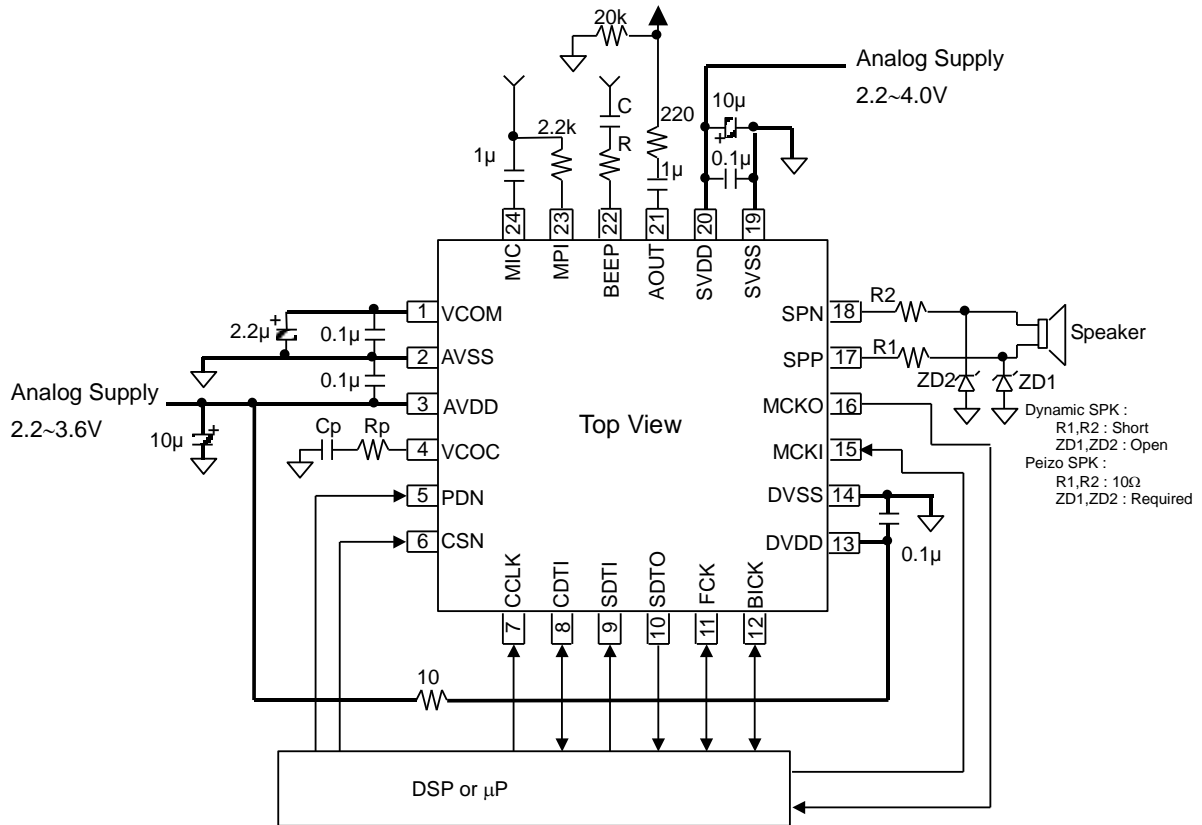 20k
Analog Supply
2.2~4.0V
10µ
+
0.1µ
C
R
220
1µ
2.2k
1µ
24
23
22
21
20
19
MIC
MPI
BEEP
AOUT
SVDD
SVSS
2.2µ
+
0.1µ
0.1µ
1
VCOM
2
AVSS
3
AVDD
4
VCOC
5
PDN
6
CSN
Analog Supply
2.2~3.6V
10µ
+
Cp
Rp
Top View
SPN
18
SPP
17
MCKO
16
MCKI
15
DVSS
14
DVDD
13
R2
R1
Speaker
ZD2
ZD1
Dynamic SPK :
R1,R2 : Short
ZD1,ZD2 : Open
Peizo SPK :
R1,R2 : 10Ω
ZD1,ZD2 : Required
0.1µ
CCLK
CDTI
SDTI
SDTO
FCK
BICK
7
8
9
10
11
12
10
DSP or µP